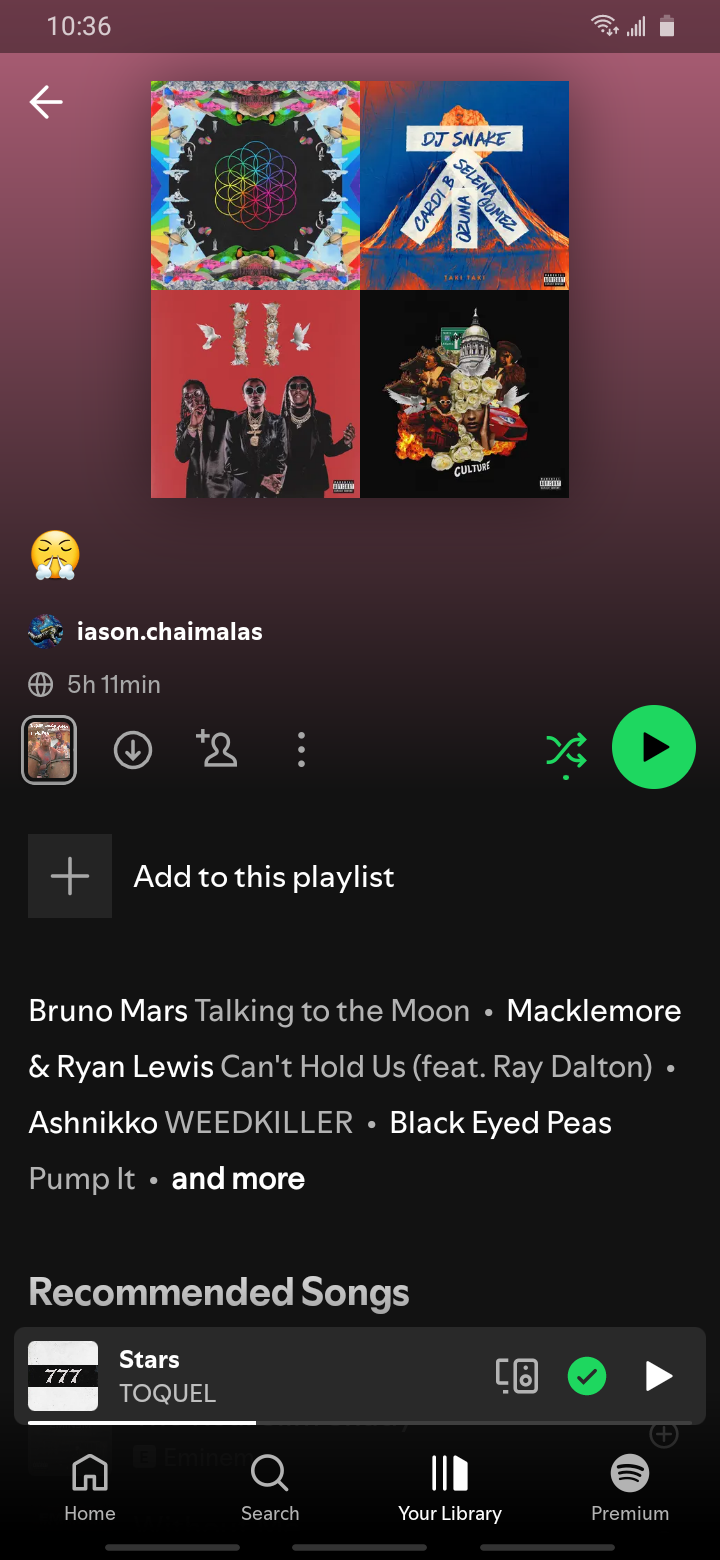 10:36
DJ SNAKE
SELENA GOMEZ
CARDI B
OZUNA
TAKI TAKI
CULTURE
😤
iason.chaimalas
5h 11min
Add to this playlist
Bruno Mars Talking to the Moon • Macklemore
& Ryan Lewis Can't Hold Us (feat. Ray Dalton) •
Ashnikko WEEDKILLER • Black Eyed Peas
Pump It • and more
Recommended Songs
777
Stars
TOQUEL
E Eminem
Home
Search
Your Library
Premium